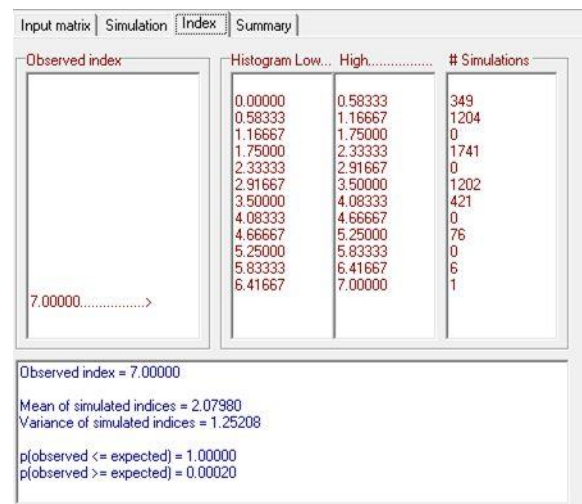 Input matrix Simulation Index Summary
Observed index Histogram Low... High................ # Simulations
0.00000 0.58333 349
0.58333 1.16667 1204
1.16667 1.75000 0
1.75000 2.33333 1741
2.33333 2.91667 0
2.91667 3.50000 1202
3.50000 4.08333 421
4.08333 4.66667 0
4.66667 5.25000 76
5.25000 5.83333 0
5.83333 6.41667 6
6.41667 7.00000 1
7.00000................>
Observed index = 7.00000
Mean of simulated indices = 2.07980
Variance of simulated indices = 1.25208
p(observed <= expected) = 1.00000
p(observed >= expected) = 0.00020